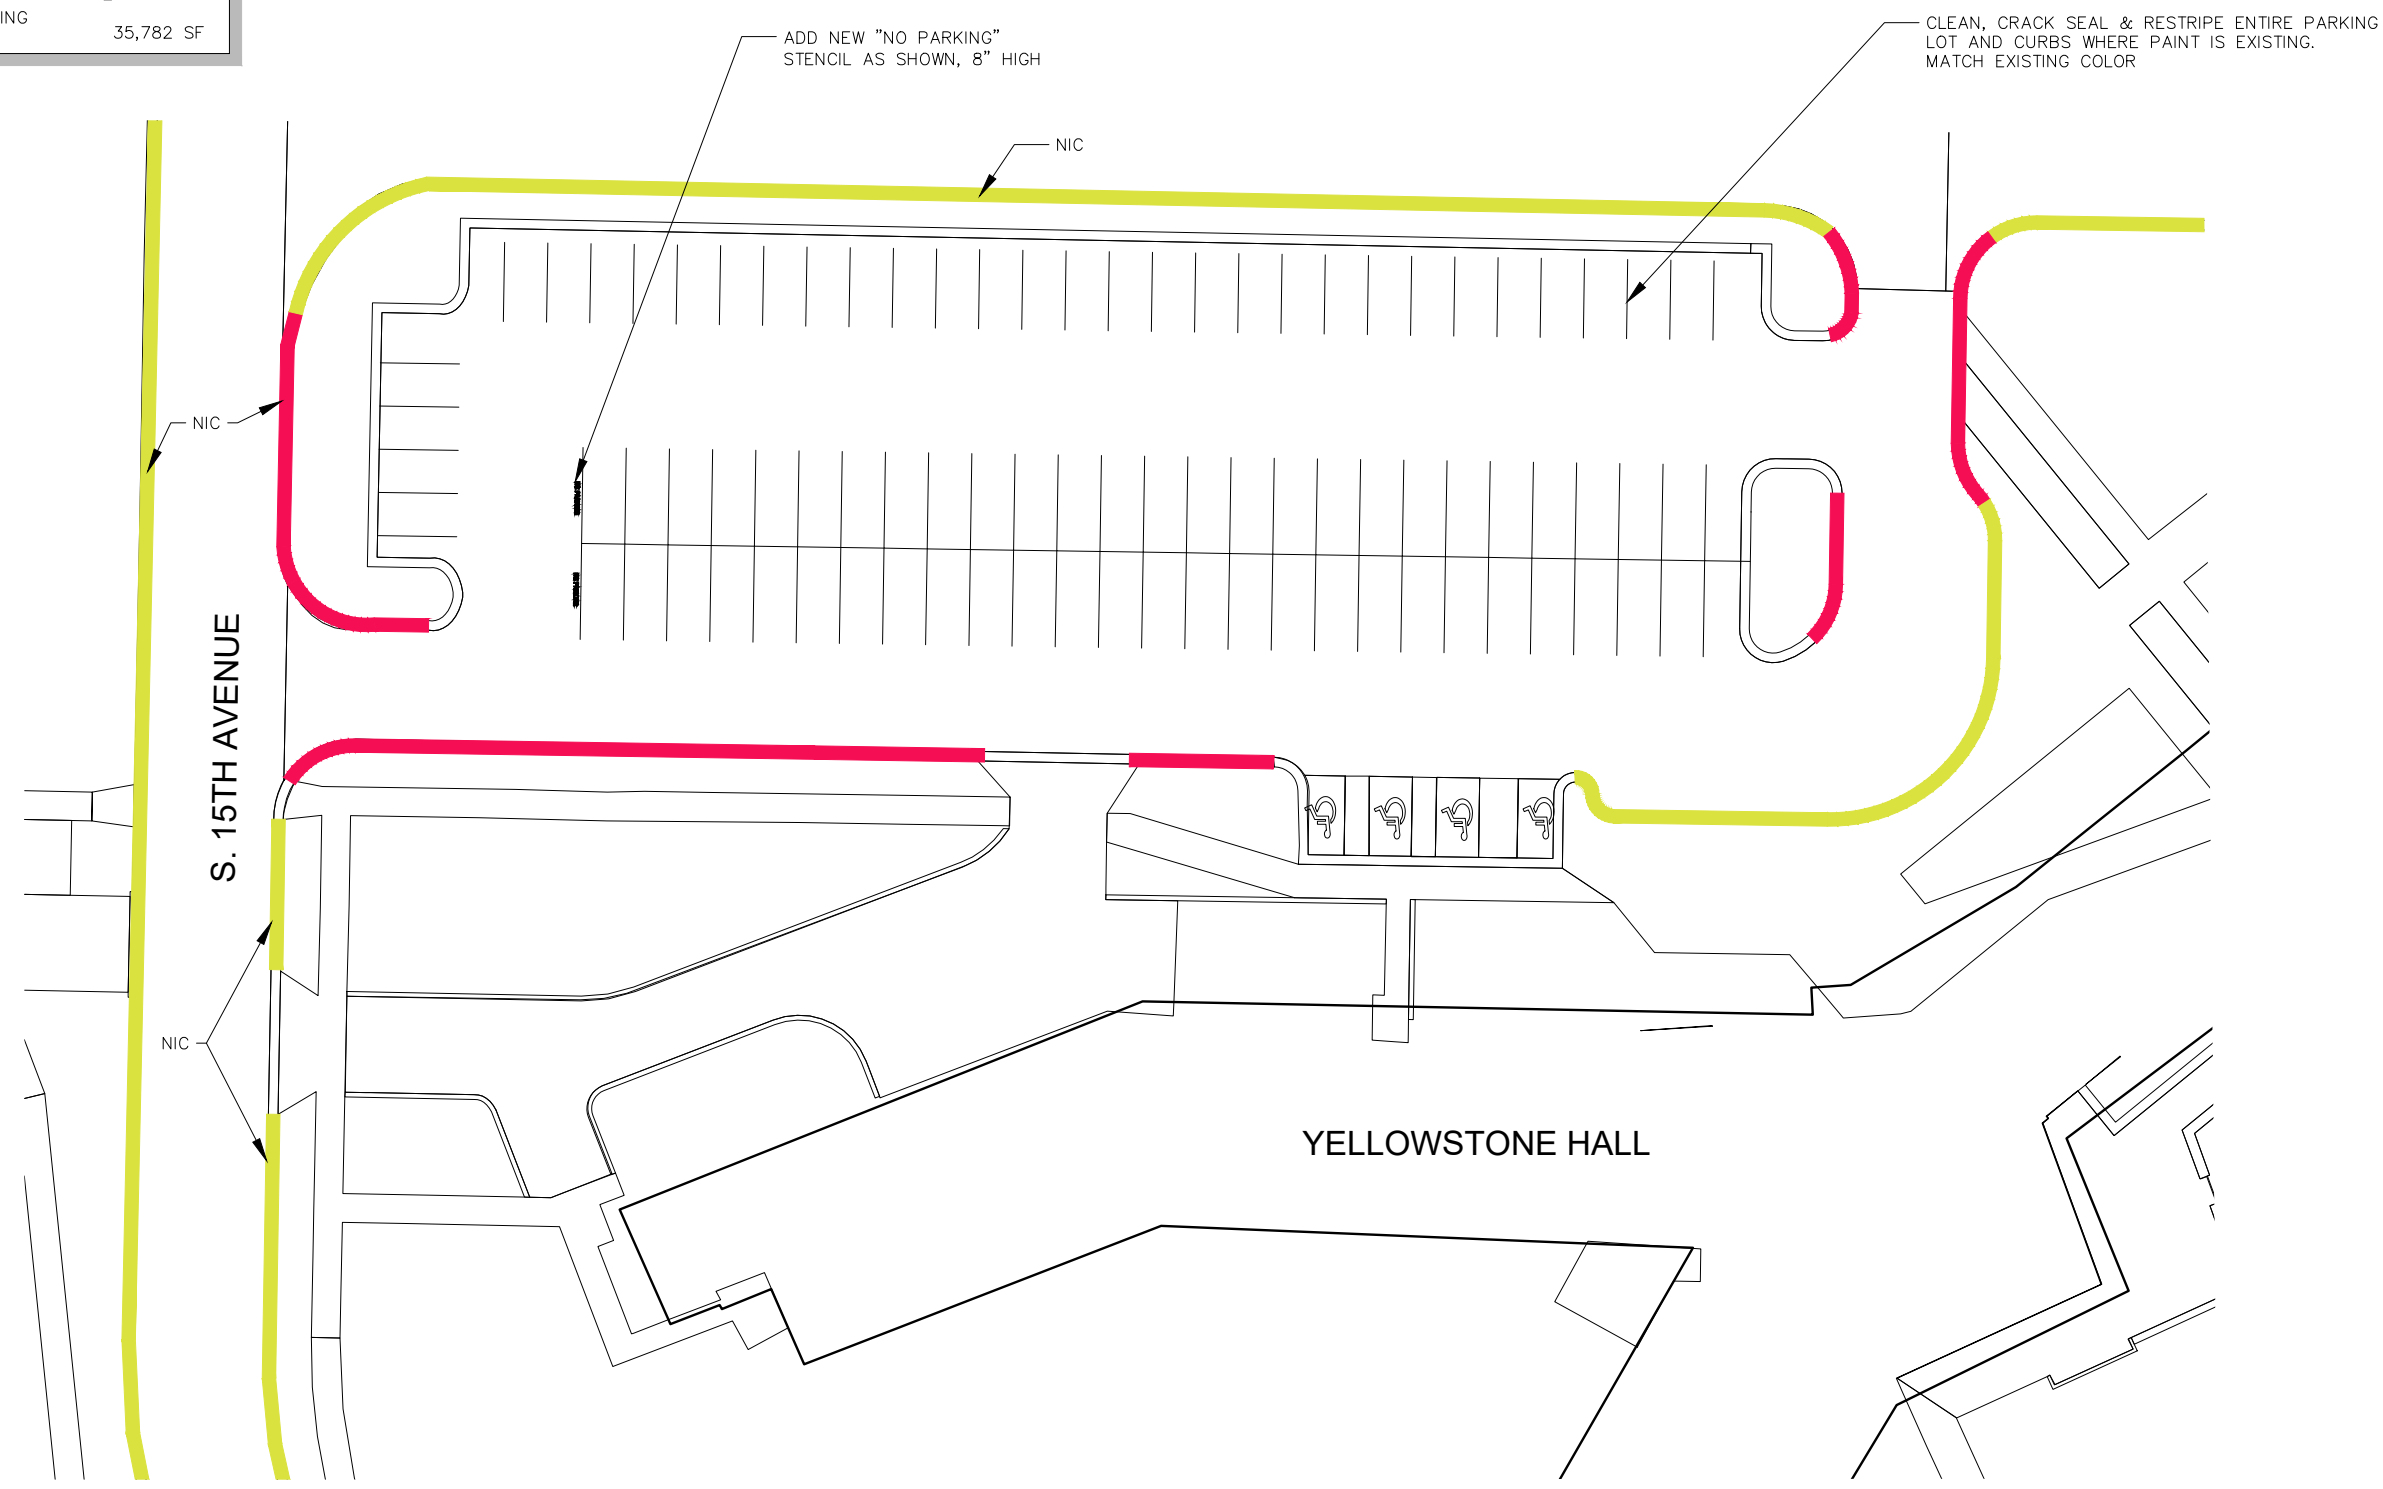 ING
35,782 SF
ADD NEW "NO PARKING"
STENCIL AS SHOWN, 8" HIGH
CLEAN, CRACK SEAL & RESTRIPE ENTIRE PARKING
LOT AND CURBS WHERE PAINT IS EXISTING.
MATCH EXISTING COLOR
NIC
NIC
S. 15TH AVENUE
NIC
YELLOWSTONE HALL